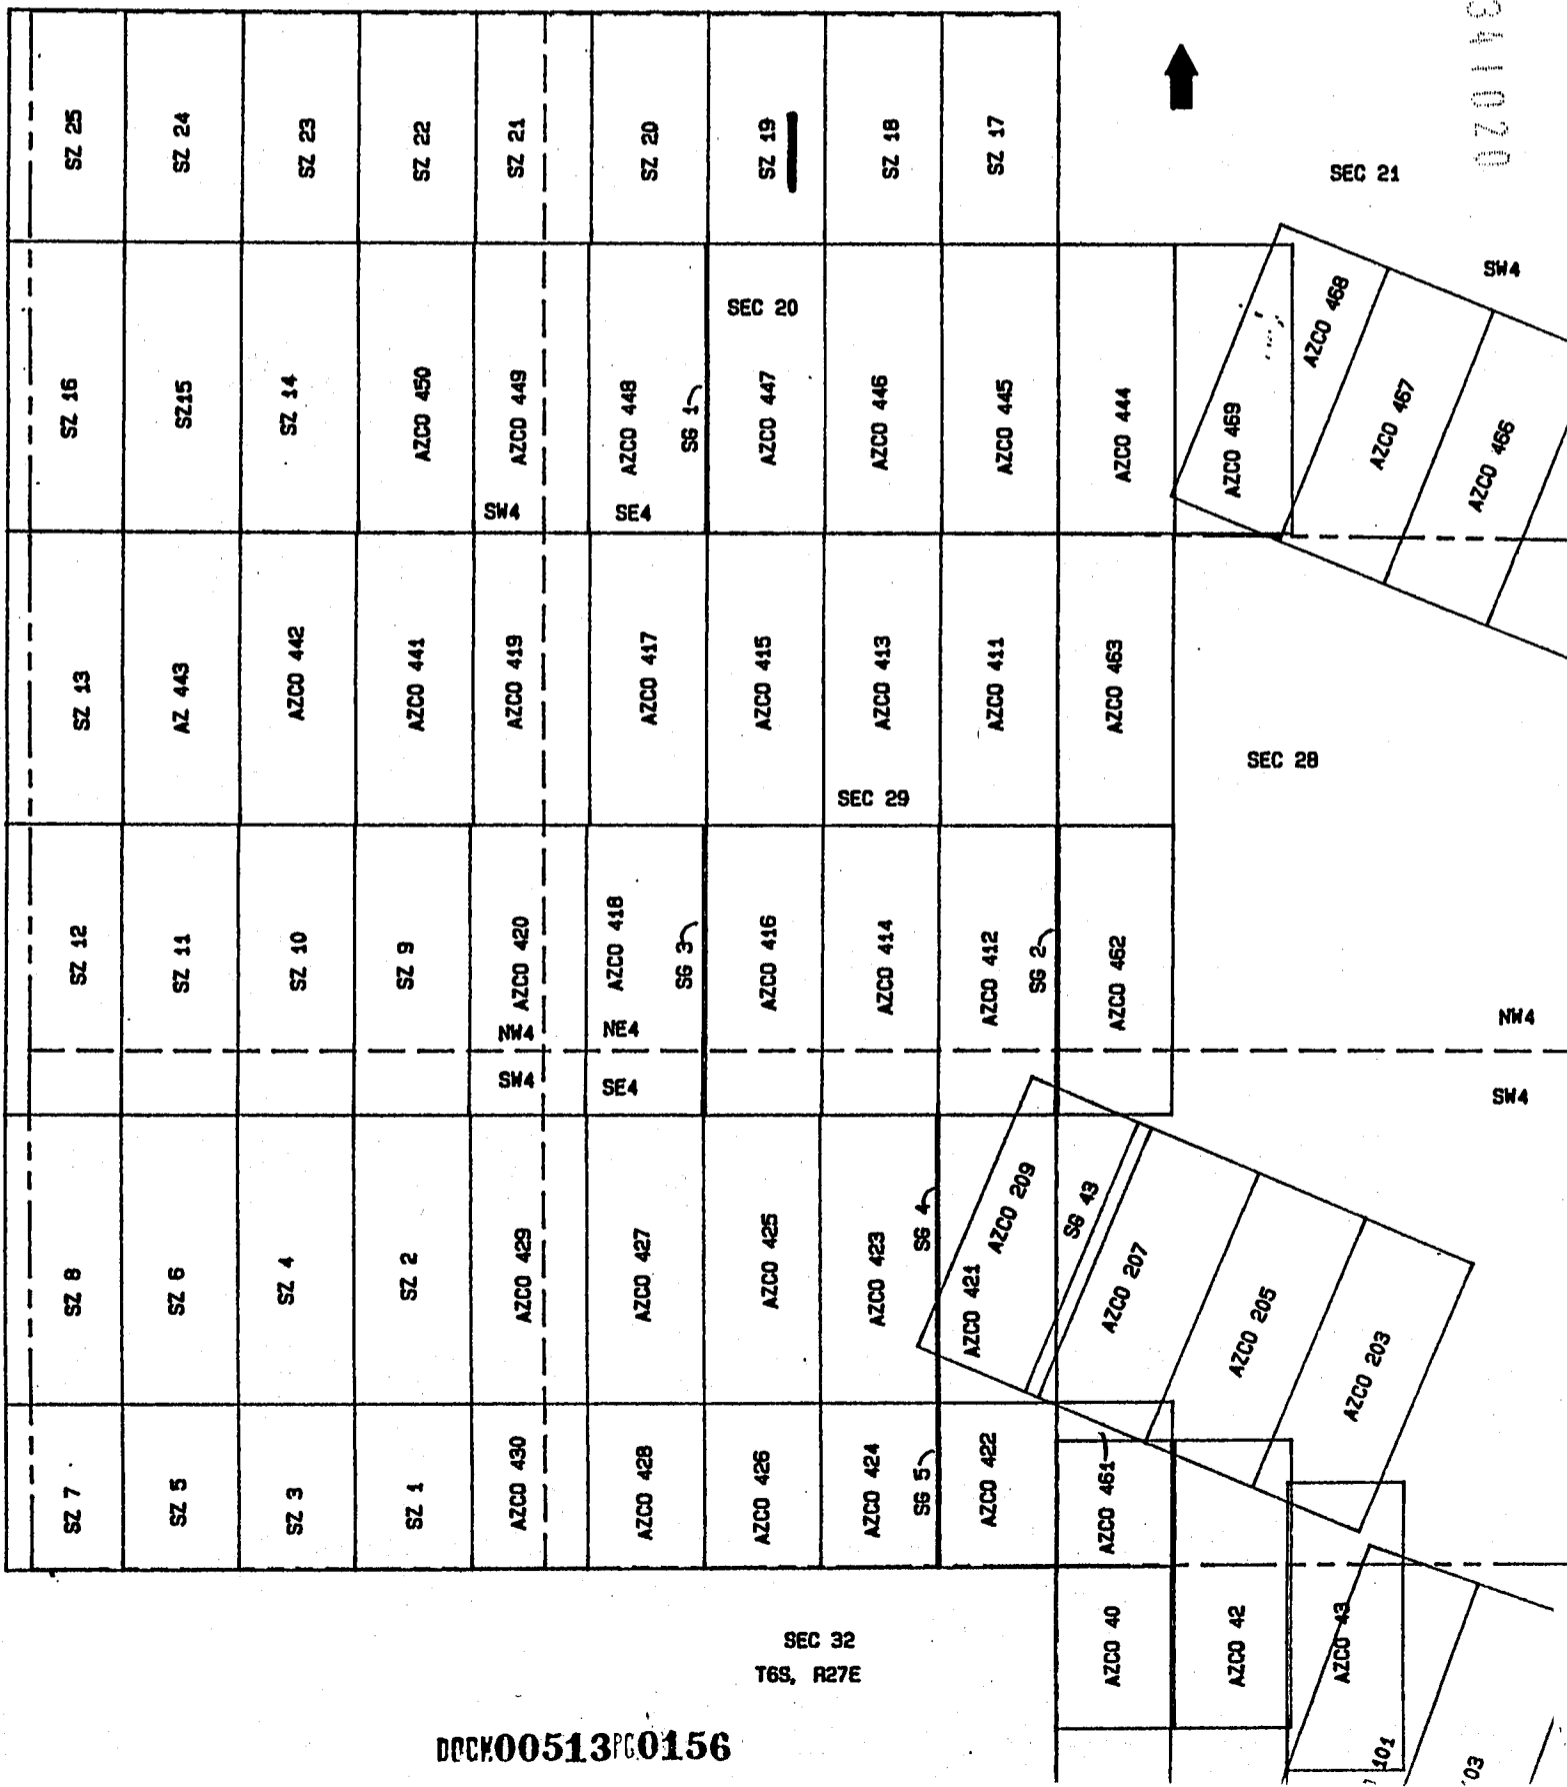 341020
SZ 25
SZ 24
SZ 23
SZ 22
SZ 21
SZ 20
SZ 19
SZ 18
SZ 17
SEC 21
SW4
SEC 20
SZ 16
SZ15
SZ 14
AZCO 450
AZCO 449
AZCO 448
SG 1
AZCO 447
AZCO 446
AZCO 445
AZCO 444
AZCO 469
AZCO 468
AZCO 467
AZCO 466
SW4
SE4
SZ 13
AZ 443
AZCO 442
AZCO 441
AZCO 419
AZCO 417
AZCO 415
AZCO 413
AZCO 411
AZCO 463
SEC 28
SEC 29
SZ 12
SZ 11
SZ 10
SZ 9
AZCO 420
AZCO 418
SG 3
AZCO 416
AZCO 414
AZCO 412
SG 2
AZCO 462
NW4
NE4
NW4
SW4
SE4
SW4
SZ 8
SZ 6
SZ 4
SZ 2
AZCO 429
AZCO 427
AZCO 425
AZCO 423
SG 4
AZCO 421
AZCO 209
SG 43
AZCO 207
AZCO 205
AZCO 203
SZ 7
SZ 5
SZ 3
SZ 1
AZCO 430
AZCO 428
AZCO 426
AZCO 424
SG 5
AZCO 422
AZCO 461
AZCO 40
AZCO 42
AZCO 43
101
03
SEC 32
T6S, R27E
DOCK00513PG0156